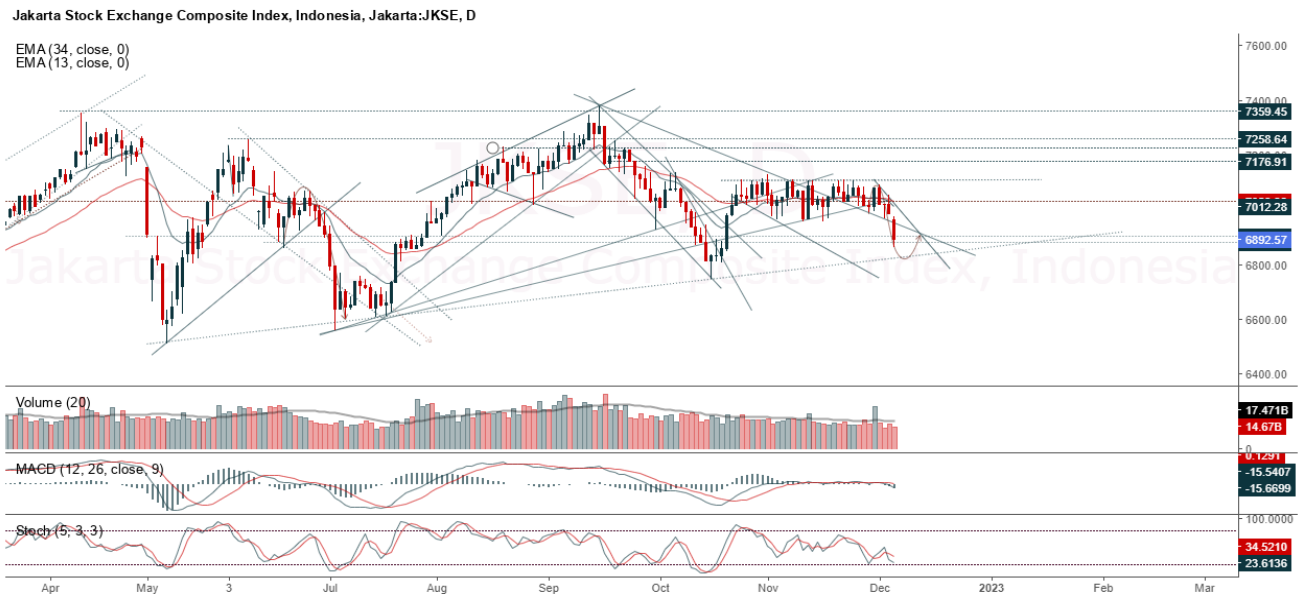 Jakarta Stock Exchange Composite Index, Indonesia, Jakarta:JKSE, D
EMA (34, close, 0)
EMA (13, close, 0)
7600.00
7400.00
7359.45
7258.64
7176.91
7012.28
6892.57
6800.00
6600.00
6400.00
Jakarta Stock Exchange Composite Index, Indonesia
Volume (20)
17.471B
14.67B
0
MACD (12, 26, close, 9)
0.1291
-15.5407
-15.6699
Stoch (5, 3, 3)
100.0000
34.5210
23.6136
Apr May 3 Jul Aug Sep Oct Nov Dec 2023 Feb Mar